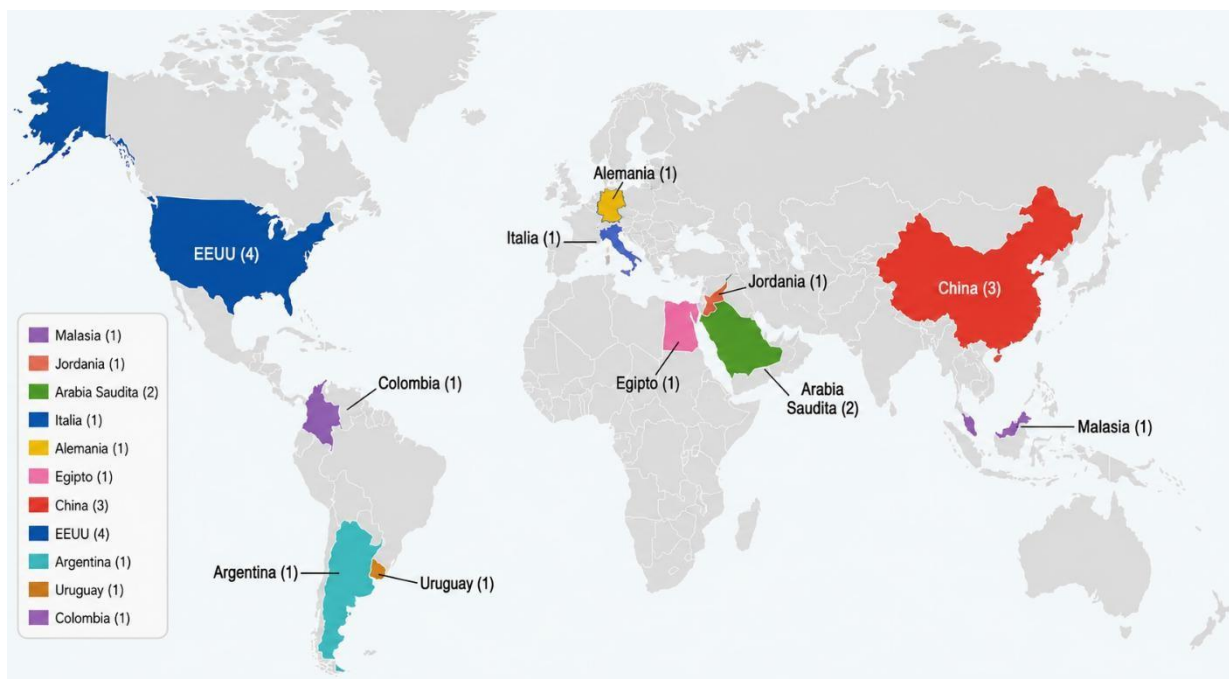 Alemania (1)
Italia (1)
EEUU (4)
Jordania (1)
China (3)
Egipto (1)
Arabia
Saudita (2)
Colombia (1)
Malasia (1)
Argentina (1)
Uruguay (1)
Malasia (1)
Jordania (1)
Arabia Saudita (2)
Italia (1)
Alemania (1)
Egipto (1)
China (3)
EEUU (4)
Argentina (1)
Uruguay (1)
Colombia (1)